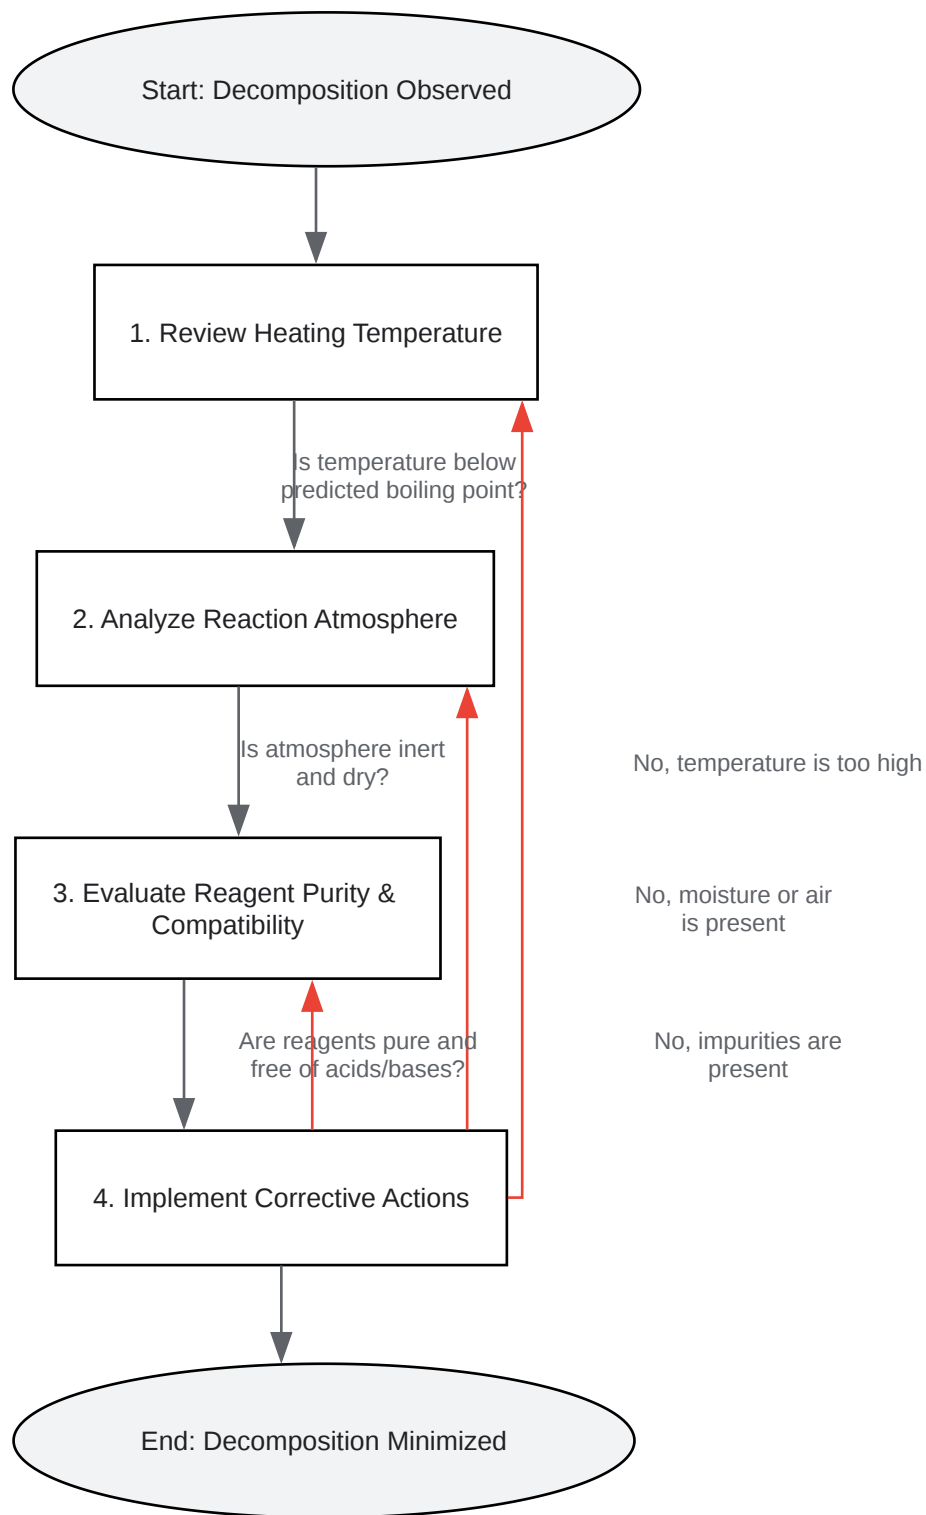 Start: Decomposition Observed
1. Review Heating Temperature
Is temperature below
predicted boiling point?
2. Analyze Reaction Atmosphere
Is atmosphere inert
and dry?
No, temperature is too high
3. Evaluate Reagent Purity &
Compatibility
No, moisture or air
is present
Are reagents pure and
free of acids/bases?
No, impurities are
present
4. Implement Corrective Actions
End: Decomposition Minimized